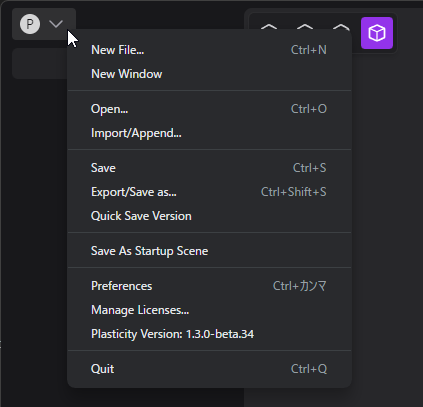 P
New File... Ctrl+N
New Window
Open... Ctrl+O
Import/Append...
Save Ctrl+S
Export/Save as... Ctrl+Shift+S
Quick Save Version
Save As Startup Scene
Preferences Ctrl+カンマ
Manage Licenses...
Plasticity Version: 1.3.0-beta.34
Quit Ctrl+Q